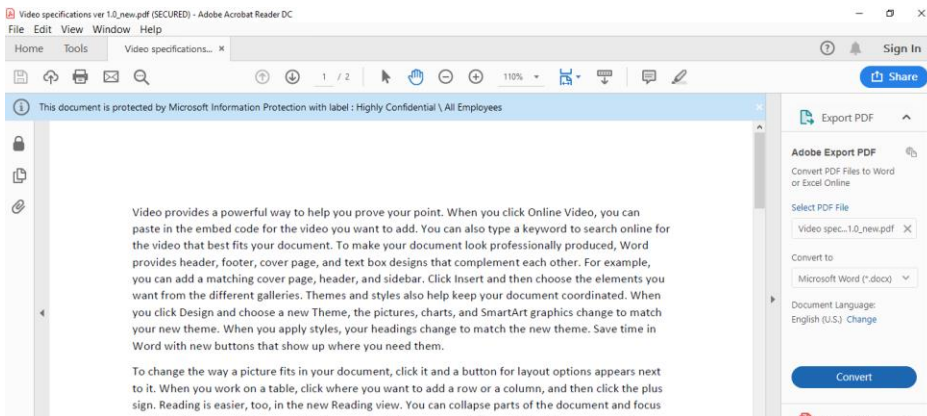 Video specifications ver 1.0_new.pdf (SECURED) - Adobe Acrobat Reader DC
File Edit View Window Help
Home Tools Video specifications... × Sign In
1 / 2 110% Share
This document is protected by Microsoft Information Protection with label : Highly Confidential \ All Employees
Video provides a powerful way to help you prove your point. When you click Online Video, you can
paste in the embed code for the video you want to add. You can also type a keyword to search online for
the video that best fits your document. To make your document look professionally produced, Word
provides header, footer, cover page, and text box designs that complement each other. For example,
you can add a matching cover page, header, and sidebar. Click Insert and then choose the elements you
want from the different galleries. Themes and styles also help keep your document coordinated. When
you click Design and choose a new Theme, the pictures, charts, and SmartArt graphics change to match
your new theme. When you apply styles, your headings change to match the new theme. Save time in
Word with new buttons that show up where you need them.
To change the way a picture fits in your document, click it and a button for layout options appears next
to it. When you work on a table, click where you want to add a row or a column, and then click the plus
sign. Reading is easier, too, in the new Reading view. You can collapse parts of the document and focus
Export PDF
Adobe Export PDF
Convert PDF Files to Word
or Excel Online
Select PDF File
Video spec...1.0_new.pdf
Convert to
Microsoft Word (*.docx)
Document Language:
English (U.S.) Change
Convert